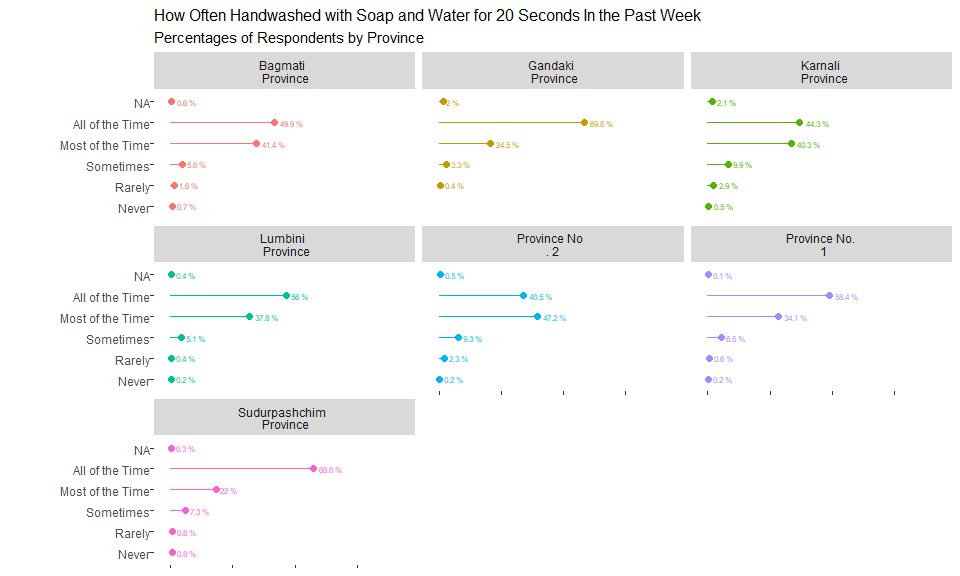 How Often Handwashed with Soap and Water for 20 Seconds In the Past Week
Percentages of Respondents by Province
Bagmati
Province
Gandaki
Province
Karnali
Province
NA
0.6 %
2 %
2.1 %
All of the Time
49.9 %
69.8 %
44.3 %
Most of the Time
41.4 %
24.5 %
40.3 %
Sometimes
5.8 %
3.3 %
9.9 %
Rarely
1.6 %
0.4 %
2.9 %
Never
0.7 %
0.5 %
Lumbini
Province
Province No
. 2
Province No.
1
NA
0.4 %
0.5 %
0.1 %
All of the Time
56 %
40.5 %
58.4 %
Most of the Time
37.8 %
47.2 %
34.1 %
Sometimes
5.1 %
9.3 %
6.5 %
Rarely
0.4 %
2.3 %
0.6 %
Never
0.2 %
0.2 %
0.2 %
Sudurpashchim
Province
NA
0.3 %
All of the Time
68.8 %
Most of the Time
22 %
Sometimes
7.3 %
Rarely
0.8 %
Never
0.8 %